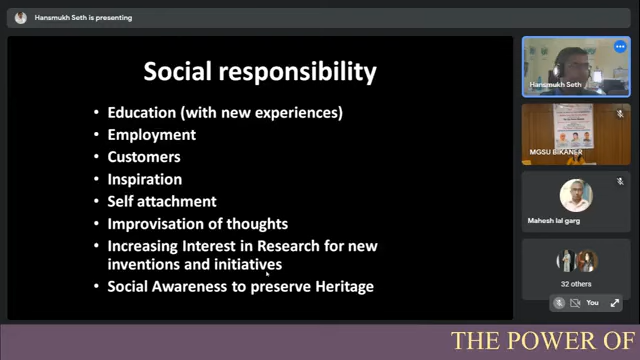 Hansmukh Seth is presenting
Social responsibility
• Education (with new experiences)
• Employment
• Customers
• Inspiration
• Self attachment
• Improvisation of thoughts
• Increasing Interest in Research for new
inventions and initiatives
• Social Awareness to preserve Heritage
Hansmukh Seth
MGSU BIKANER
Mahesh lal garg
32 others
You
THE POWER OF